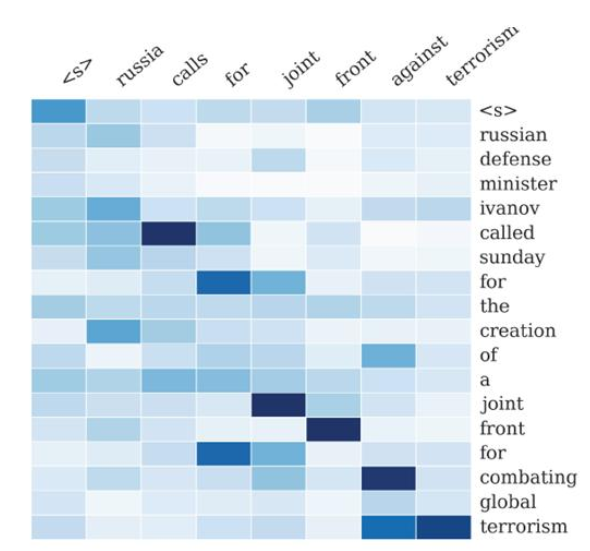 <s> russia calls for joint front against terrorism
<s>
russian
defense
minister
ivanov
called
sunday
for
the
creation
of
a
joint
front
for
combating
global
terrorism